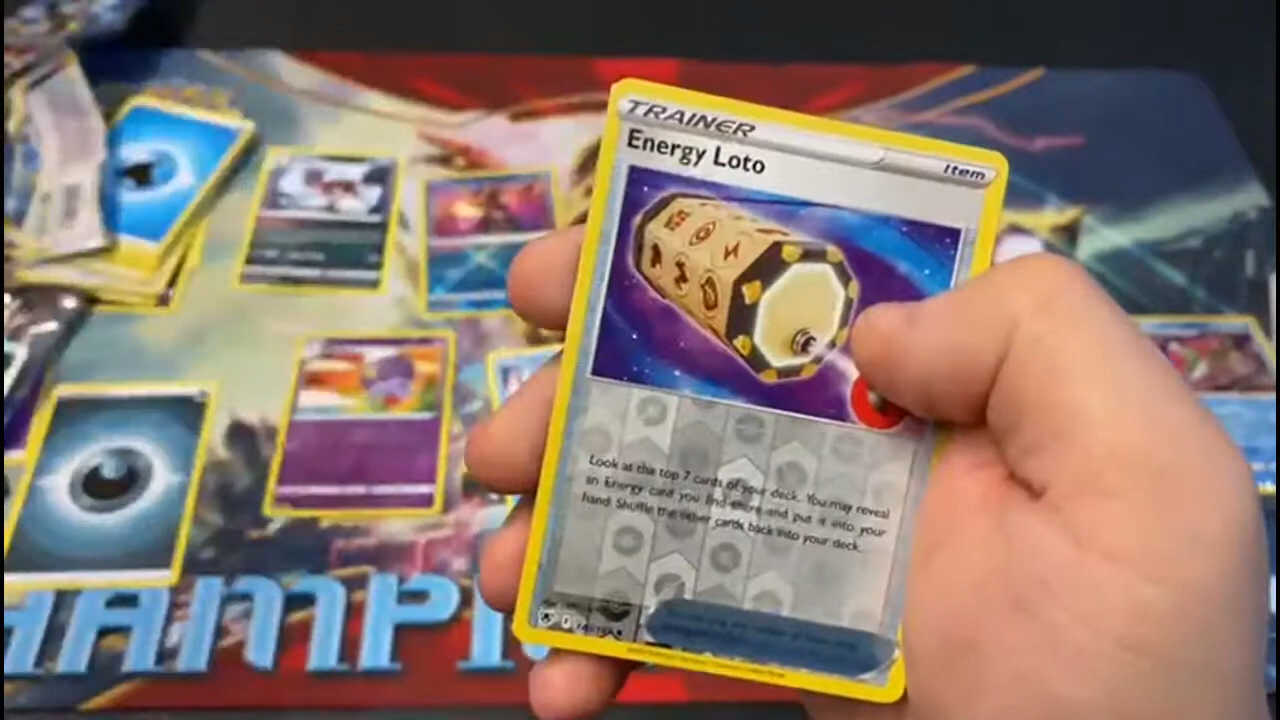 TRAINER
Item
Energy Loto
Look at the top 7 cards of your deck. You may reveal
an Energy card you find there and put it into your
hand. Shuffle the other cards back into your deck.
HAMPI